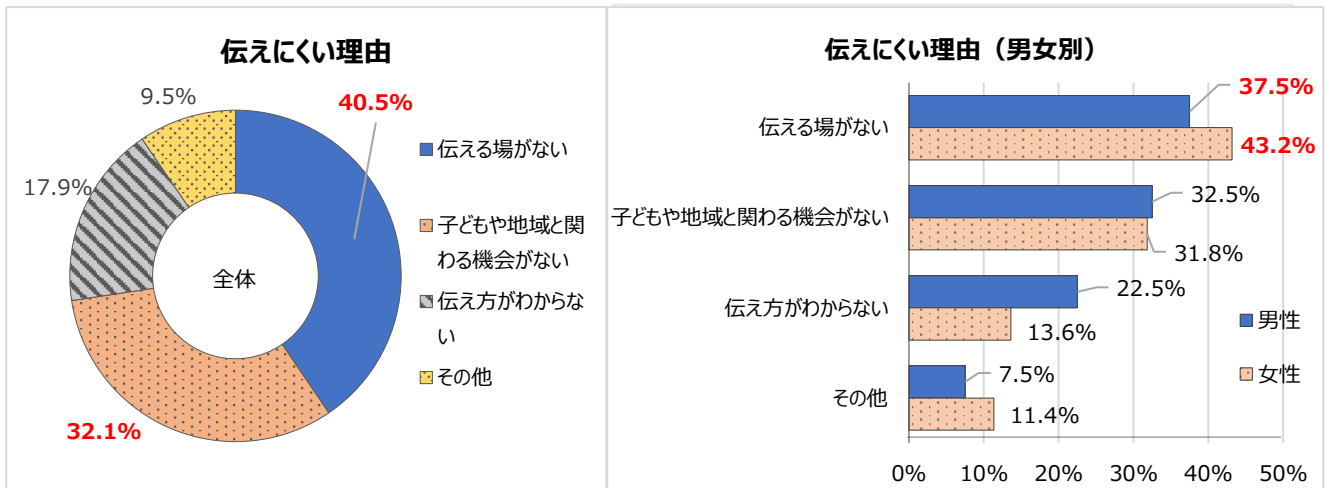 伝えにくい理由
9.5%
40.5%
17.9%
32.1%
全体
伝える場がない
子どもや地域と関
わる機会がない
伝え方がわからな
い
その他
伝えにくい理由（男女別）
伝える場がない
37.5%
43.2%
子どもや地域と関わる機会がない
32.5%
31.8%
伝え方がわからない
22.5%
13.6%
その他
7.5%
11.4%
男性
女性
0% 10% 20% 30% 40% 50%